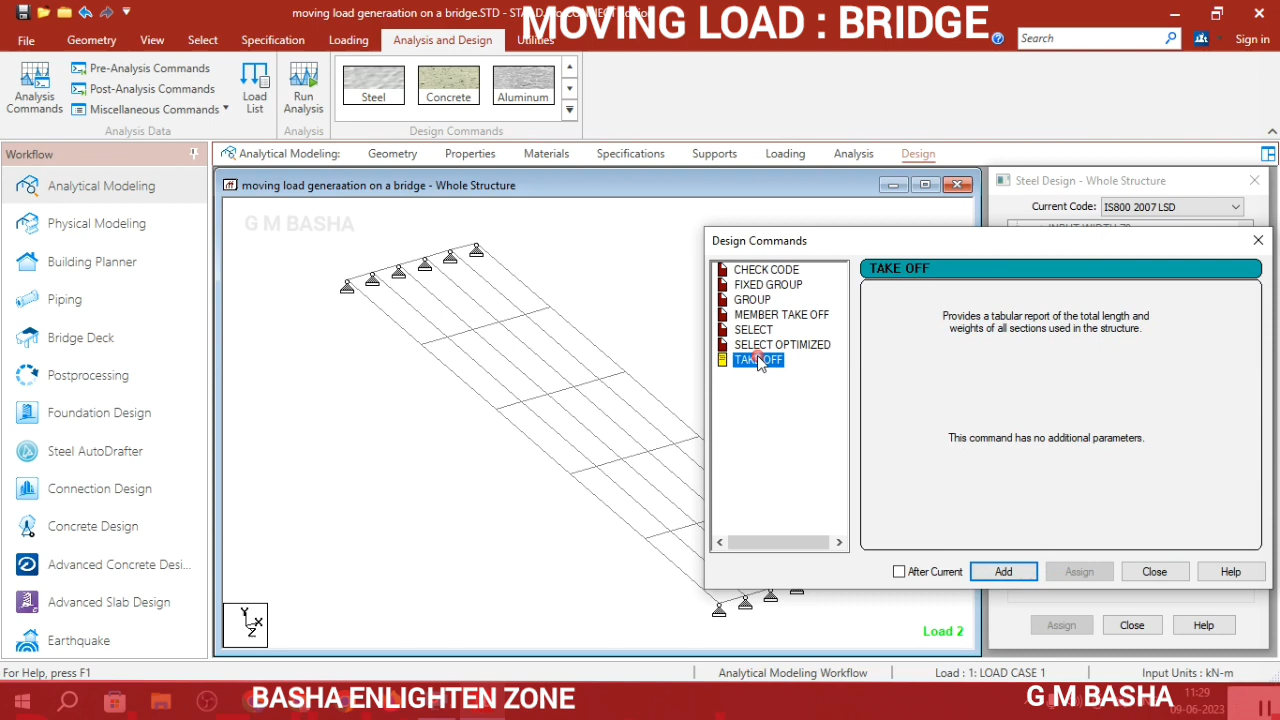 moving load generaation on a bridge.STD - ST
MOVING LOAD : BRIDGE
File Geometry View Select Specification Loading Analysis and Design Utilities Search Sign in
Analysis Commands
Pre-Analysis Commands
Post-Analysis Commands
Miscellaneous Commands
Load List
Run Analysis
Steel Concrete Aluminum
Analysis Data Analysis Design Commands
Workflow
Analytical Modeling: Geometry Properties Materials Specifications Supports Loading Analysis Design
Analytical Modeling
Physical Modeling
Building Planner
Piping
Bridge Deck
Postprocessing
Foundation Design
Steel AutoDrafter
Connection Design
Concrete Design
Advanced Concrete Desi...
Advanced Slab Design
Earthquake
moving load generaation on a bridge - Whole Structure
G M BASHA
Y
X
Z
Load 2
Steel Design - Whole Structure
Current Code: IS800 2007 LSD
Design Commands
CHECK CODE
FIXED GROUP
GROUP
MEMBER TAKE OFF
SELECT
SELECT OPTIMIZED
TAKE OFF
TAKE OFF
Provides a tabular report of the total length and
weights of all sections used in the structure.
This command has no additional parameters.
After Current Add Assign Close Help
Assign Close Help
For Help, press F1 Analytical Modeling Workflow Load : 1: LOAD CASE 1 Input Units : kN-m
BASHA ENLIGHTEN ZONE
G M BASHA
11:29
09-06-2023